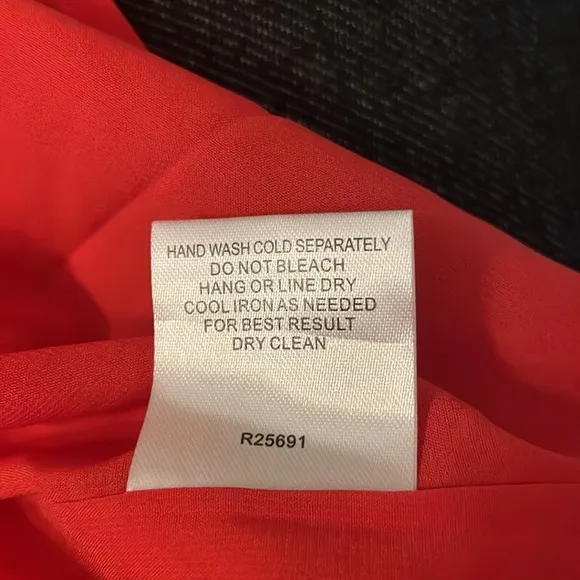 HAND WASH COLD SEPARATELY
DO NOT BLEACH
HANG OR LINE DRY
COOL IRON AS NEEDED
FOR BEST RESULT
DRY CLEAN
R25691